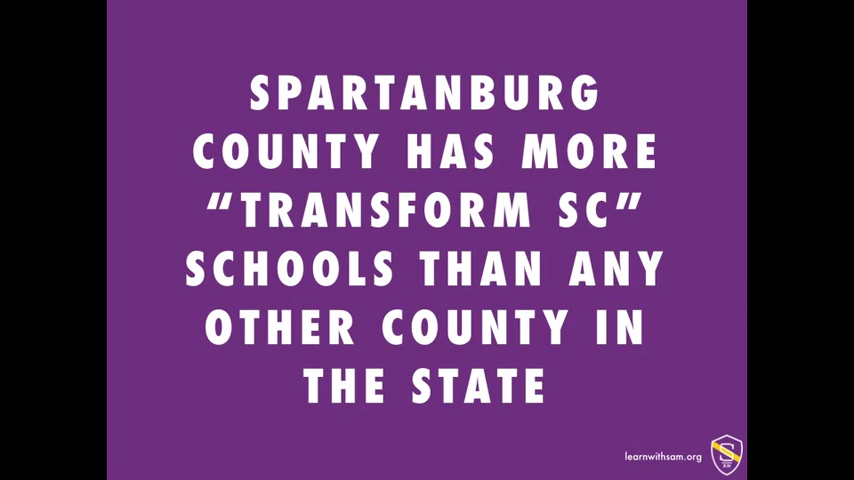 SPARTANBURG
COUNTY HAS MORE
“TRANSFORM SC”
SCHOOLS THAN ANY
OTHER COUNTY IN
THE STATE
learnwithsam.org
S